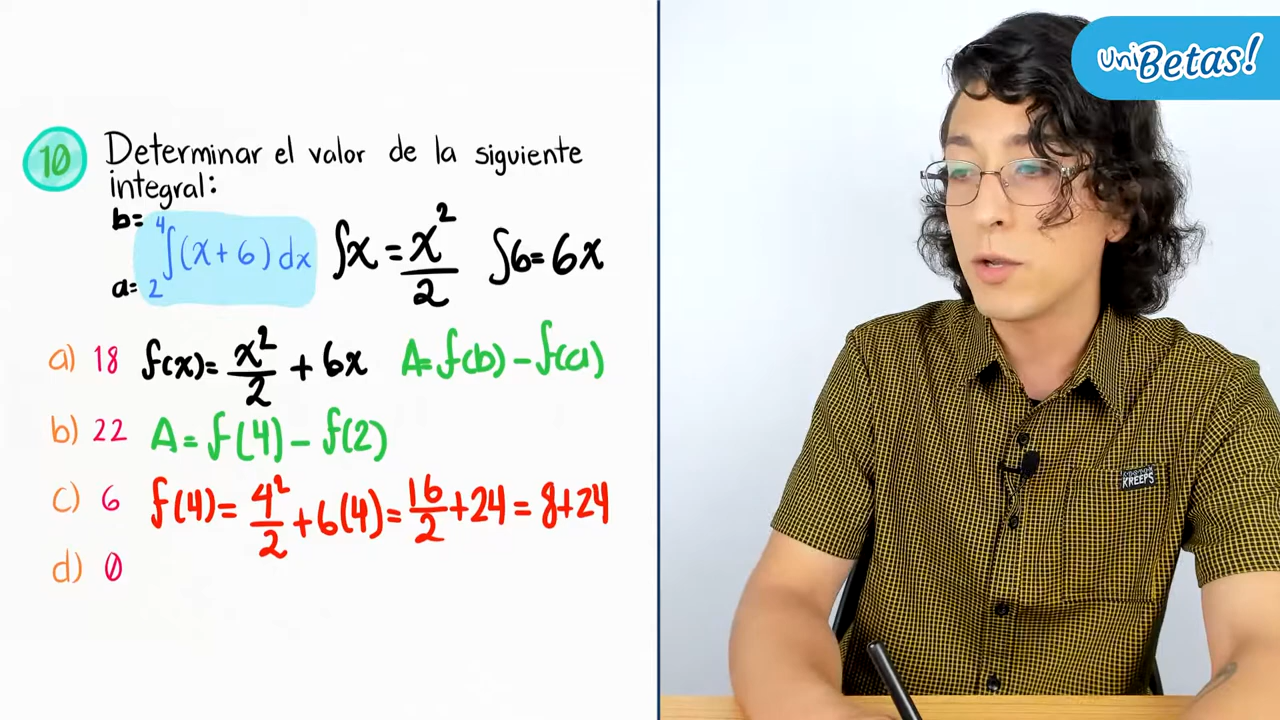 uniBetas!
10 Determinar el valor de la siguiente
integral:
b= 4
∫(x+6)dx ∫x = x²/2 ∫6=6x
a= 2
a) 18 f(x)= x²/2 + 6x A=f(b)-f(a)
b) 22 A=f(4)-f(2)
c) 6 f(4)= 4²/2 +6(4)= 16/2 +24=8+24
d) 0
KREEPS